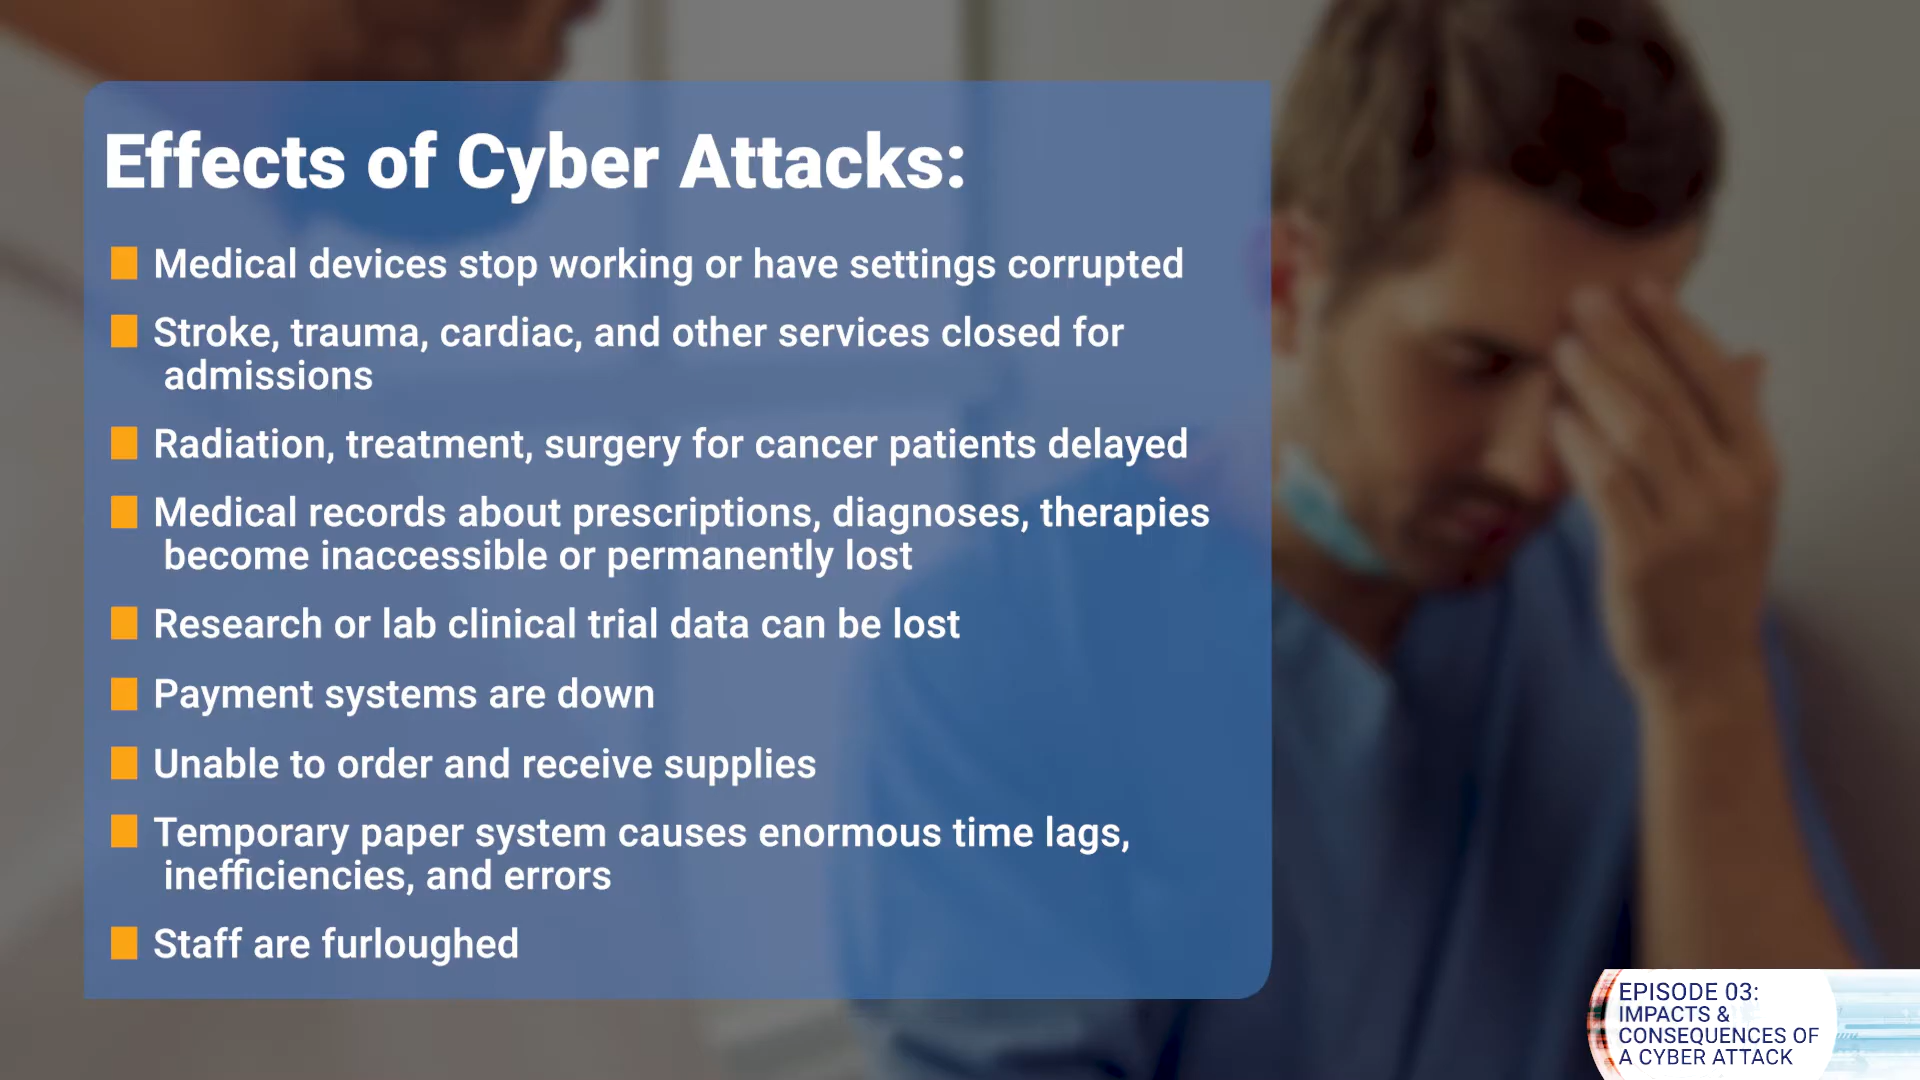 Effects of Cyber Attacks:
Medical devices stop working or have settings corrupted
Stroke, trauma, cardiac, and other services closed for
admissions
Radiation, treatment, surgery for cancer patients delayed
Medical records about prescriptions, diagnoses, therapies
become inaccessible or permanently lost
Research or lab clinical trial data can be lost
Payment systems are down
Unable to order and receive supplies
Temporary paper system causes enormous time lags,
inefficiencies, and errors
Staff are furloughed
EPISODE 03:
IMPACTS &
CONSEQUENCES OF
A CYBER ATTACK